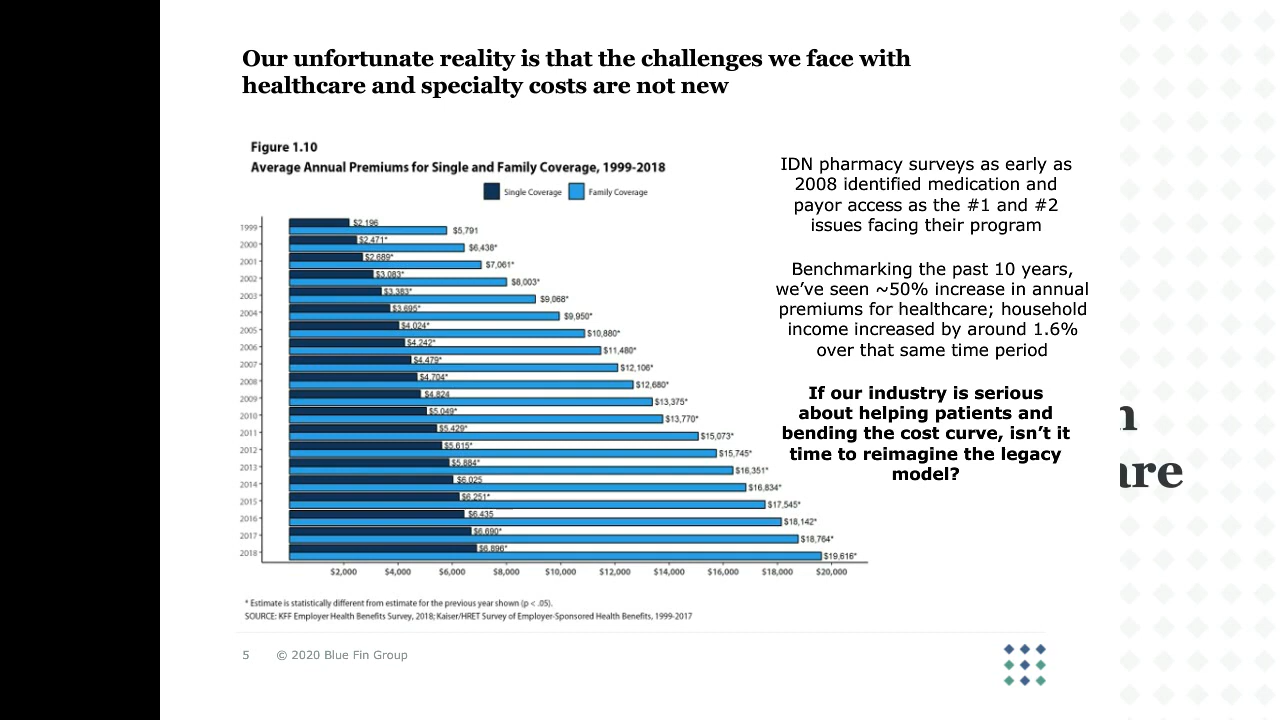 Our unfortunate reality is that the challenges we face with
healthcare and specialty costs are not new
Figure 1.10
Average Annual Premiums for Single and Family Coverage, 1999-2018
Single Coverage Family Coverage
1999 $2,196 $5,791
2000 $2,471* $6,438*
2001 $2,689* $7,061*
2002 $3,083* $8,003*
2003 $3,383* $9,068*
2004 $3,695* $9,950*
2005 $4,024* $10,880*
2006 $4,242* $11,480*
2007 $4,479* $12,106*
2008 $4,704* $12,680*
2009 $4,824 $13,375*
2010 $5,049* $13,770*
2011 $5,429* $15,073*
2012 $5,615* $15,745*
2013 $5,884* $16,351*
2014 $6,025 $16,834*
2015 $6,251* $17,545*
2016 $6,435 $18,142*
2017 $6,690* $18,764*
2018 $6,896* $19,616*
$2,000 $4,000 $6,000 $8,000 $10,000 $12,000 $14,000 $16,000 $18,000 $20,000
* Estimate is statistically different from estimate for the previous year shown (p < .05).
SOURCE: KFF Employer Health Benefits Survey, 2018; Kaiser/HRET Survey of Employer-Sponsored Health Benefits, 1999-2017
IDN pharmacy surveys as early as
2008 identified medication and
payor access as the #1 and #2
issues facing their program
Benchmarking the past 10 years,
we’ve seen ~50% increase in annual
premiums for healthcare; household
income increased by around 1.6%
over that same time period
If our industry is serious
about helping patients and
bending the cost curve, isn’t it
time to reimagine the legacy
model?
5 © 2020 Blue Fin Group